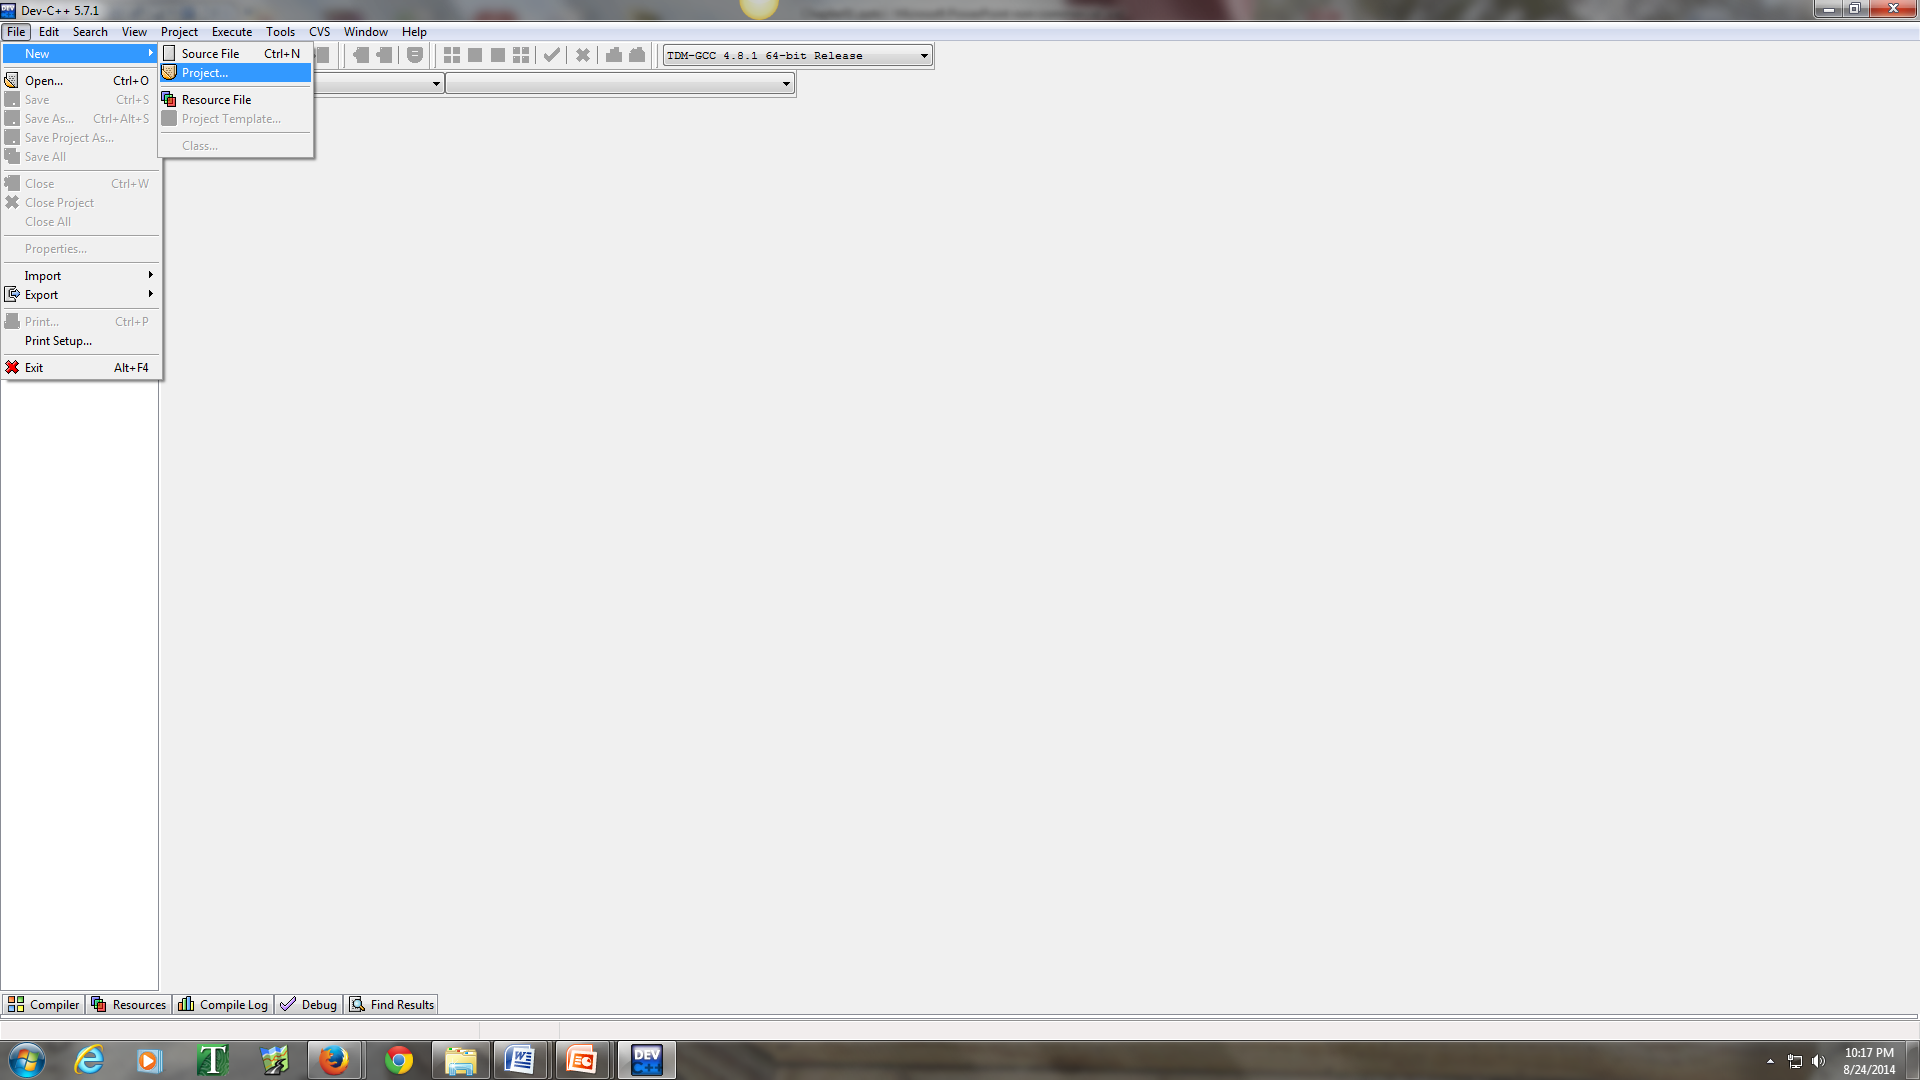 Dev-C++ 5.7.1
File Edit Search View Project Execute Tools CVS Window Help
New
Source File Ctrl+N
Project...
Resource File
Project Template...
Class...
TDM-GCC 4.8.1 64-bit Release
Open... Ctrl+O
Save Ctrl+S
Save As... Ctrl+Alt+S
Save Project As...
Save All
Close Ctrl+W
Close Project
Close All
Properties...
Import
Export
Print... Ctrl+P
Print Setup...
Exit Alt+F4
Compiler Resources Compile Log Debug Find Results
DEV
C++
10:17 PM
8/24/2014